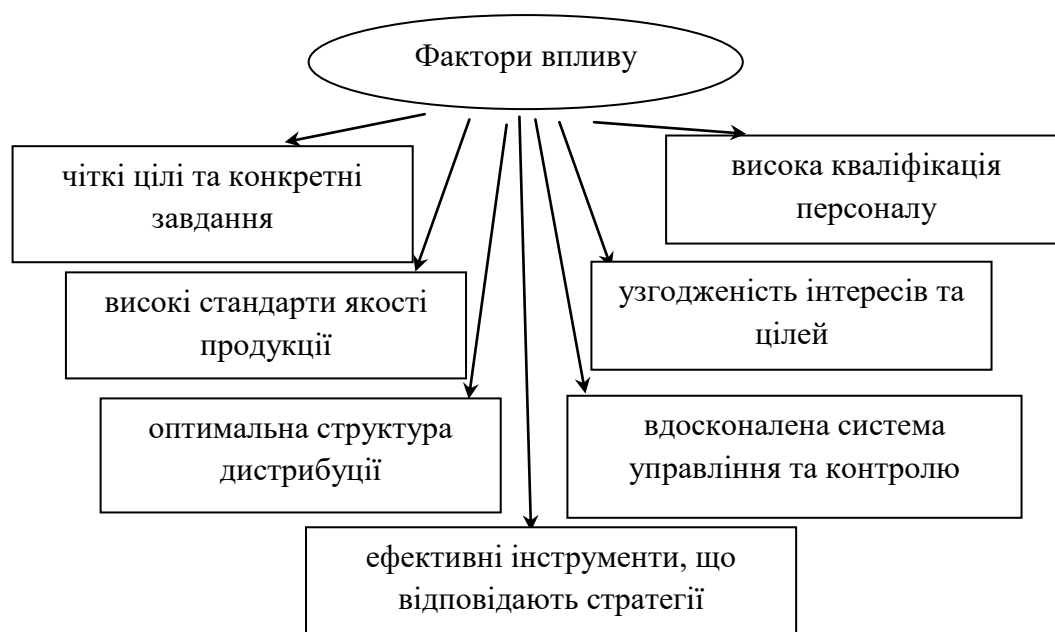 Фактори впливу
чіткі цілі та конкретні
завдання
висока кваліфікація
персоналу
високі стандарти якості
продукції
узгодженість інтересів та
цілей
оптимальна структура
дистрибуції
вдосконалена система
управління та контролю
ефективні інструменти, що
відповідають стратегії